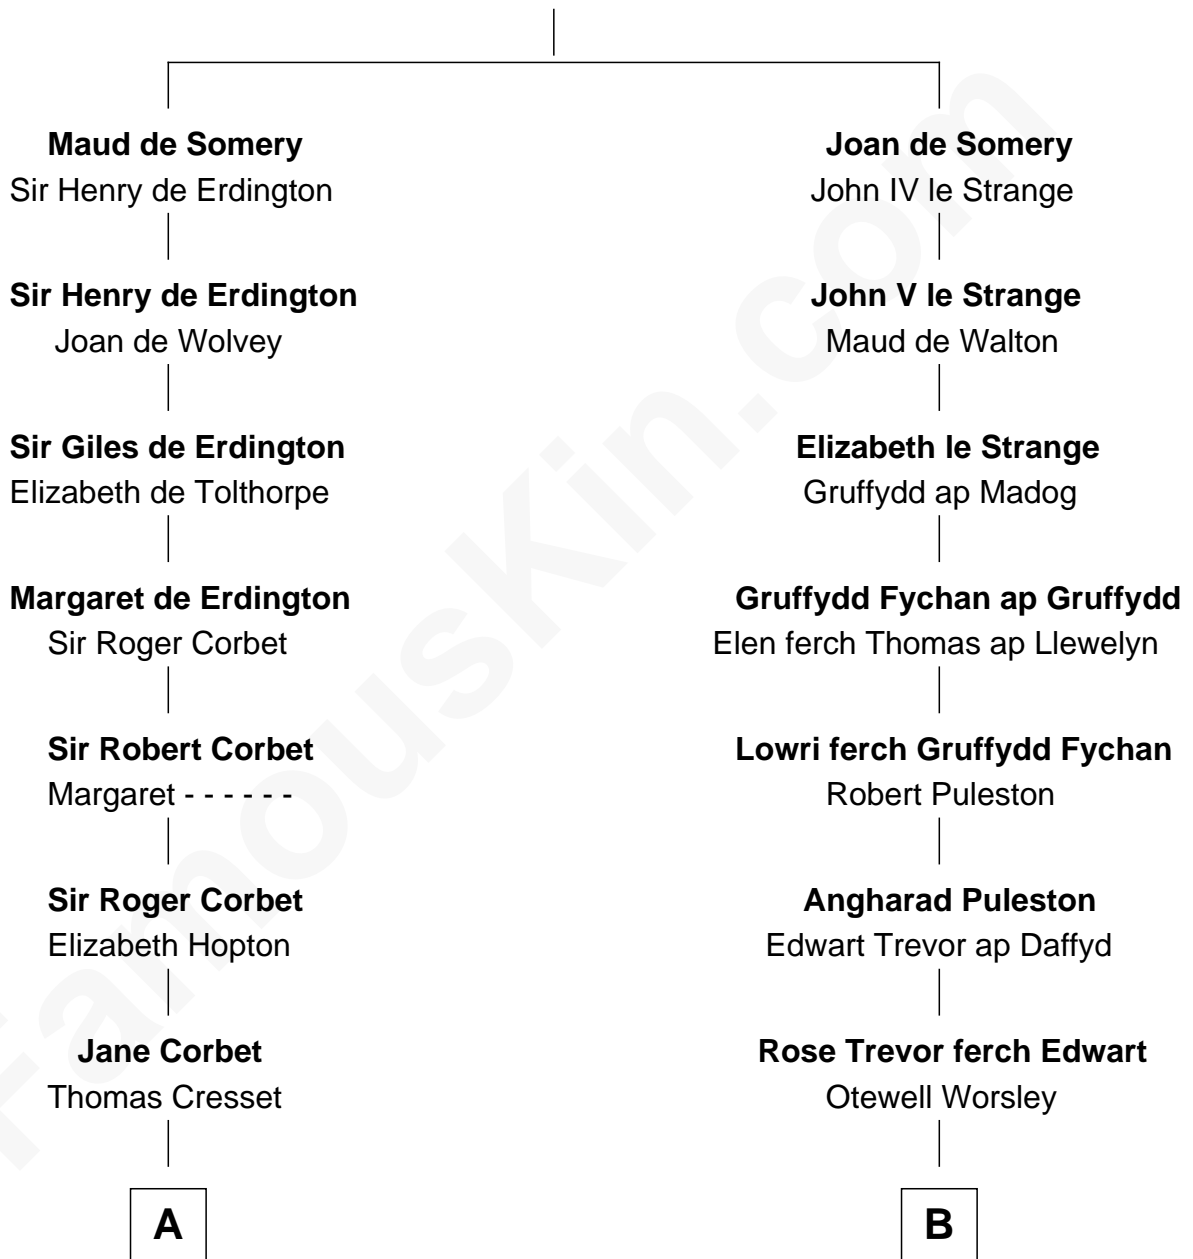 Maud de Somery
Sir Henry de Erdington
Sir Henry de Erdington
Joan de Wolvey
Sir Giles de Erdington
Elizabeth de Tolthorpe
Margaret de Erdington
Sir Roger Corbet
Sir Robert Corbet
Margaret - - - - - -
Sir Roger Corbet
Elizabeth Hopton
Jane Corbet
Thomas Cresset
A
Joan de Somery
John IV le Strange
John V le Strange
Maud de Walton
Elizabeth le Strange
Gruffydd ap Madog
Gruffydd Fychan ap Gruffydd
Elen ferch Thomas ap Llewelyn
Lowri ferch Gruffydd Fychan
Robert Puleston
Angharad Puleston
Edwart Trevor ap Daffyd
Rose Trevor ferch Edwart
Otewell Worsley
B
FamousKin.com